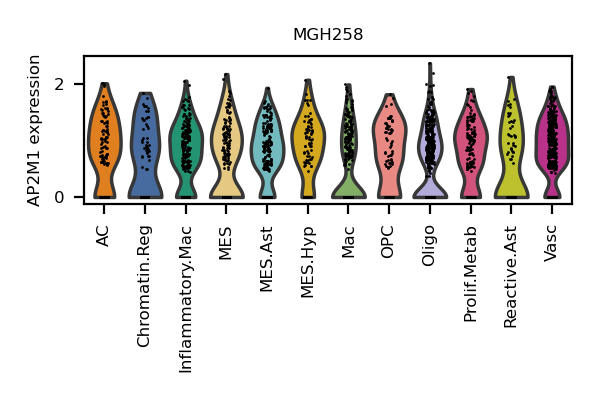 MGH258
AP2M1 expression
2
0
AC
Chromatin.Reg
Inflammatory.Mac
MES
MES.Ast
MES.Hyp
Mac
OPC
Oligo
Prolif.Metab
Reactive.Ast
Vasc